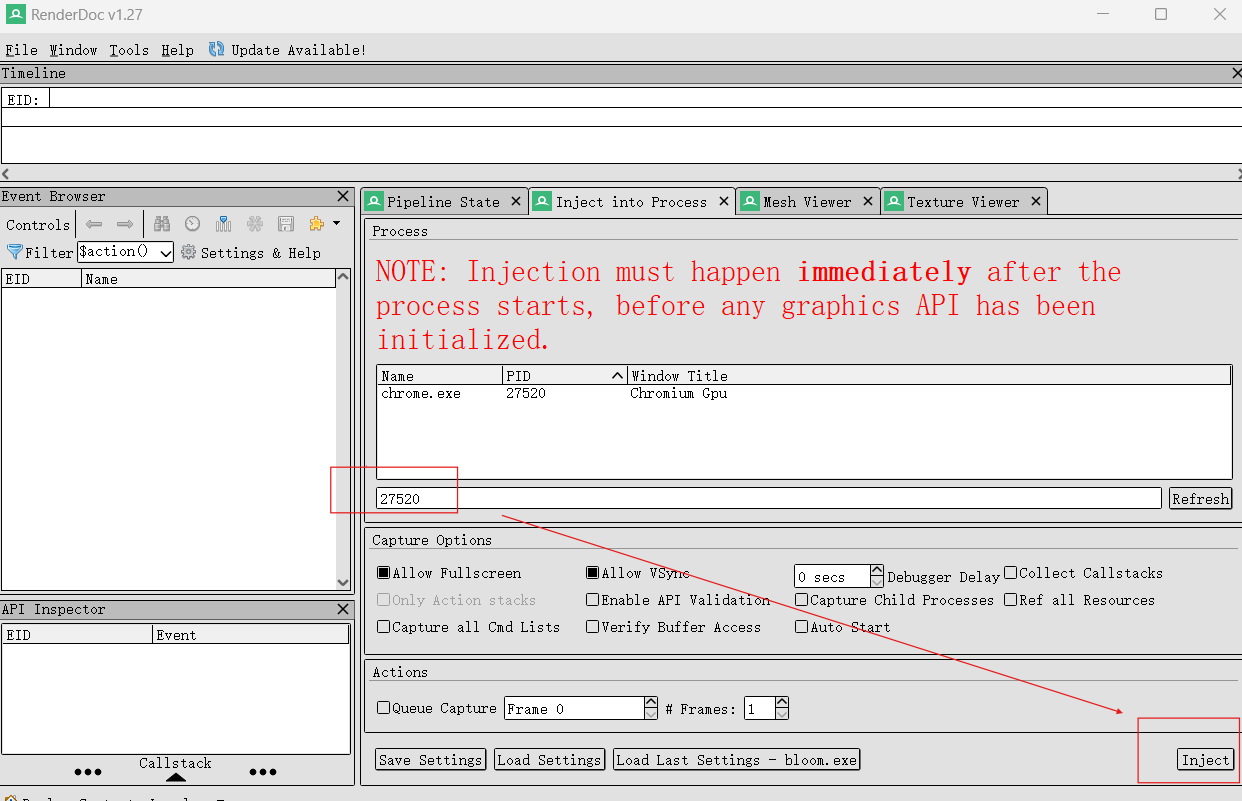 RenderDoc v1.27
File Window Tools Help Update Available!
Timeline
EID:
Event Browser
Controls
Filter $action() Settings & Help
EID Name
API Inspector
EID Event
Callstack
Pipeline State Inject into Process Mesh Viewer Texture Viewer
Process
NOTE: Injection must happen immediately after the
process starts, before any graphics API has been
initialized.
Name PID Window Title
chrome.exe 27520 Chromium Gpu
27520 Refresh
Capture Options
Allow Fullscreen Allow VSync 0 secs Debugger Delay Collect Callstacks
Only Action stacks Enable API Validation Capture Child Processes Ref all Resources
Capture all Cmd Lists Verify Buffer Access Auto Start
Actions
Queue Capture Frame 0 # Frames: 1
Save Settings Load Settings Load Last Settings - bloom.exe Inject